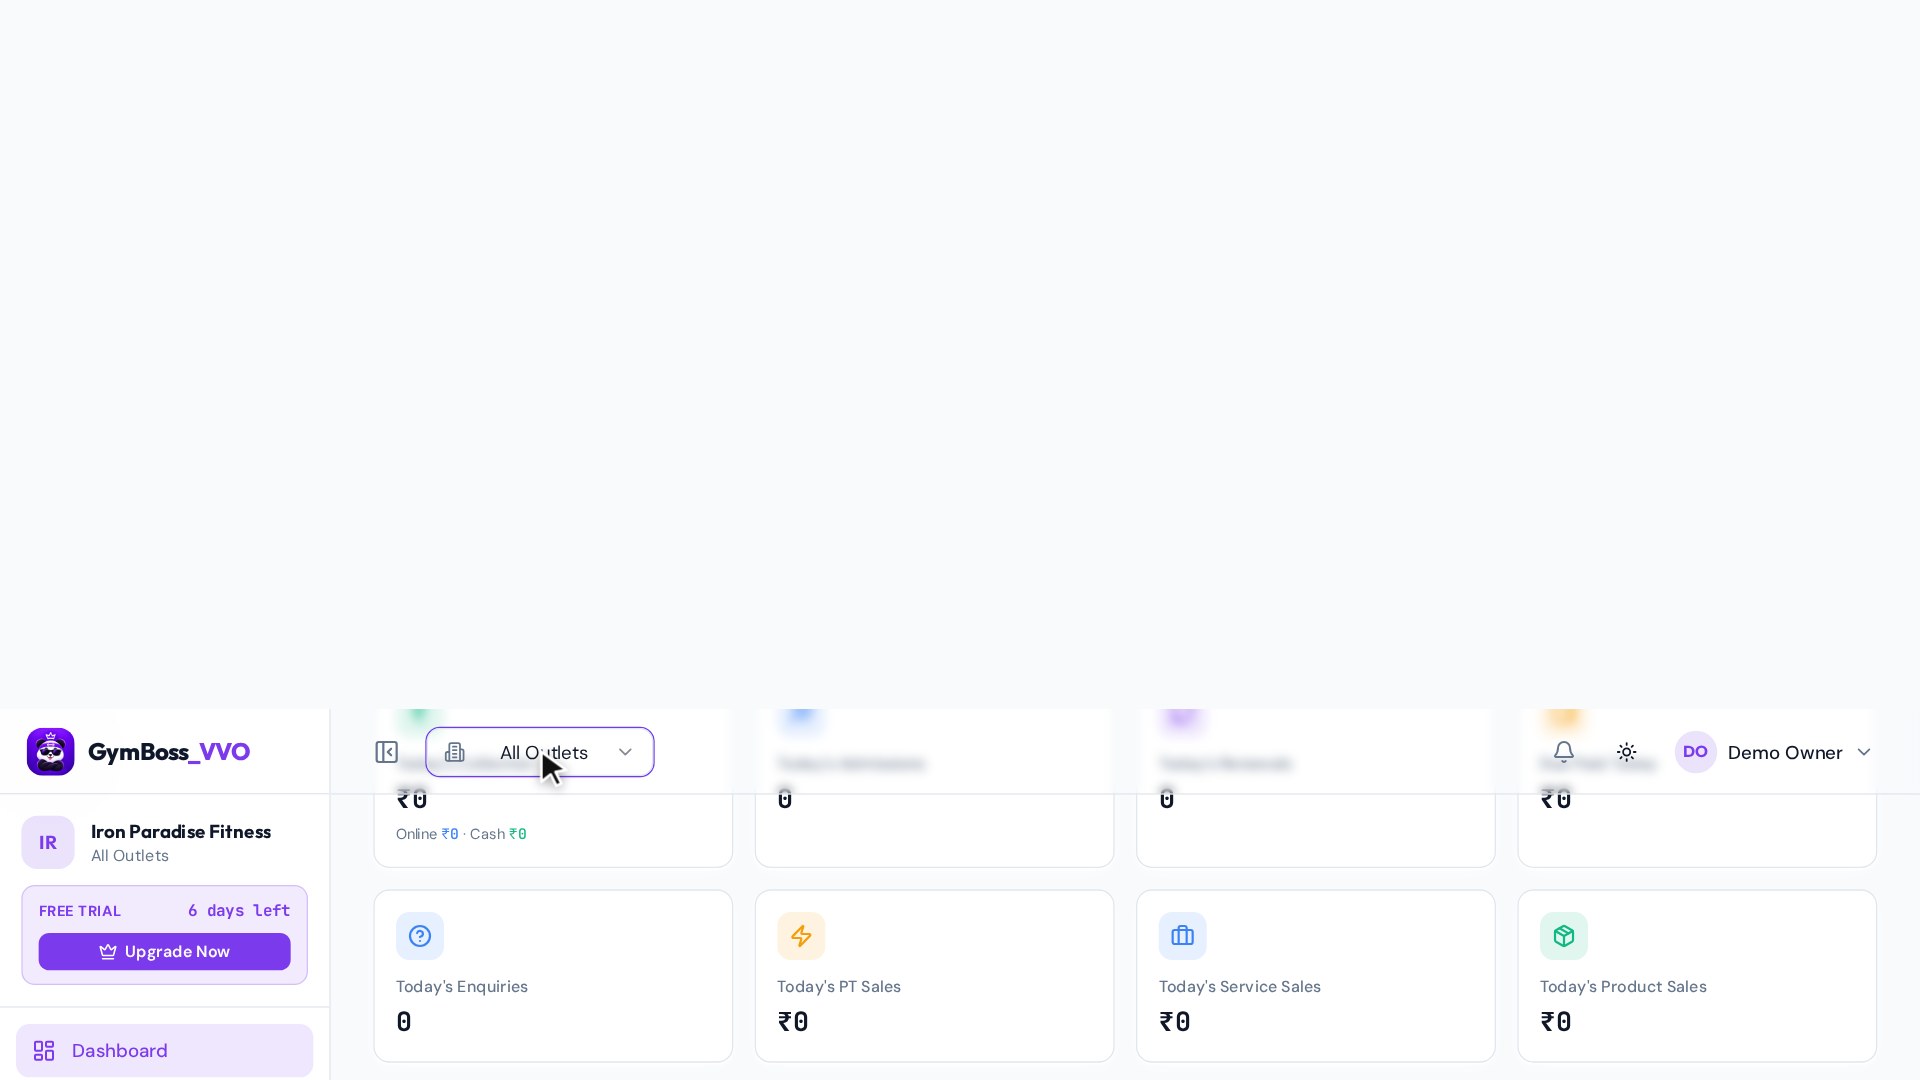 GymBoss_VVO
All Outlets
DO
Demo Owner
IR
Iron Paradise Fitness
All Outlets
FREE TRIAL
6 days left
Upgrade Now
Dashboard
₹0
0
0
₹0
Online ₹0 · Cash ₹0
Today's Enquiries
Today's PT Sales
Today's Service Sales
Today's Product Sales
0
₹0
₹0
₹0